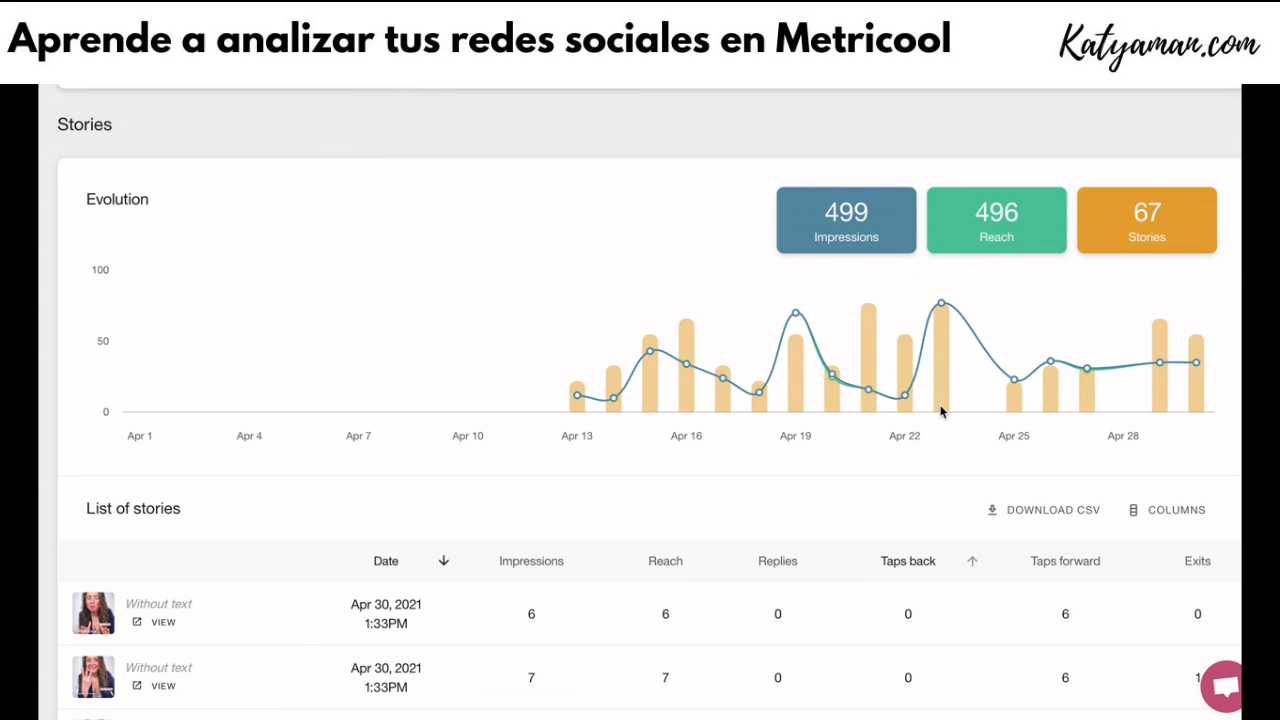 Aprende a analizar tus redes sociales en Metricool
Katyaman.com
Stories
Evolution
499
Impressions
496
Reach
67
Stories
100
50
0
Apr 1
Apr 4
Apr 7
Apr 10
Apr 13
Apr 16
Apr 19
Apr 22
Apr 25
Apr 28
List of stories
DOWNLOAD CSV
COLUMNS
Date
Impressions
Reach
Replies
Taps back
Taps forward
Exits
Without text
VIEW
Apr 30, 2021
1:33PM
6
6
0
0
6
0
Without text
VIEW
Apr 30, 2021
1:33PM
7
7
0
0
6
1